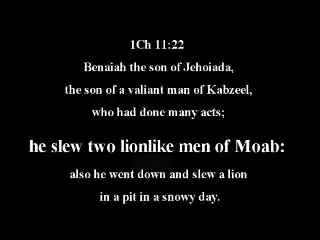 1Ch 11:22
Benaiah the son of Jehoiada,
the son of a valiant man of Kabzeel,
who had done many acts;
he slew two lionlike men of Moab:
also he went down and slew a lion
in a pit in a snowy day.